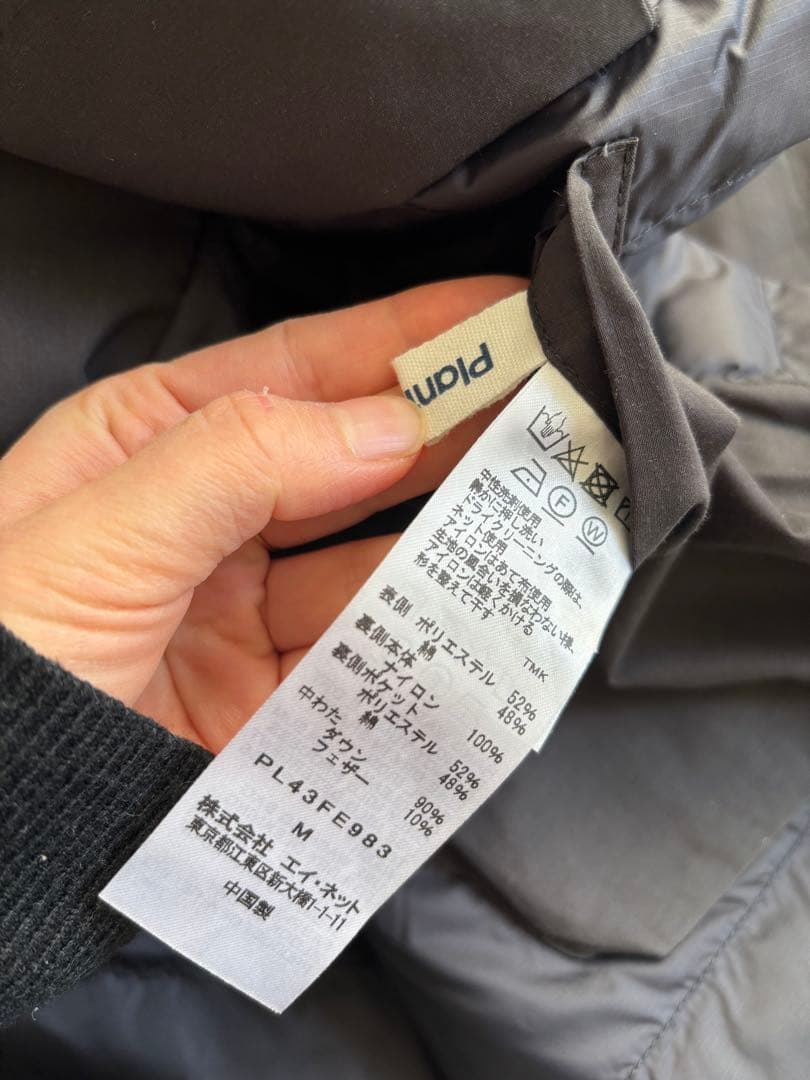 Plan
F W
中性洗剤使用
静かに押し洗い
ドライクリーニングの際は、
ネット使用
アイロンはあて布使用
生地の風合いを損なわない様、
アイロンは軽くかける
形を整えて干す
TMK
表側 ポリエステル 52%
綿 48%
裏側本体
ナイロン 100%
裏側ポケット
ポリエステル 52%
綿 48%
中わた
ダウン 90%
フェザー 10%
PL43FE983
M
株式会社 エイ・ネット
東京都江東区新大橋1-1-11
中国製